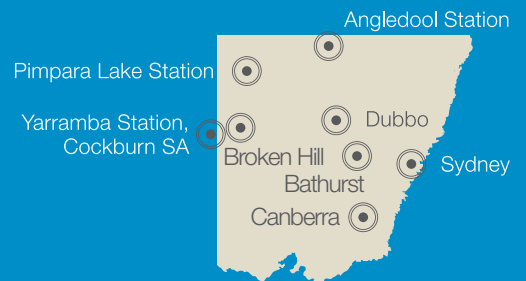 Angledool Station
Pimpara Lake Station
Yarramba Station,
Cockburn SA
Dubbo
Broken Hill
Sydney
Bathurst
Canberra